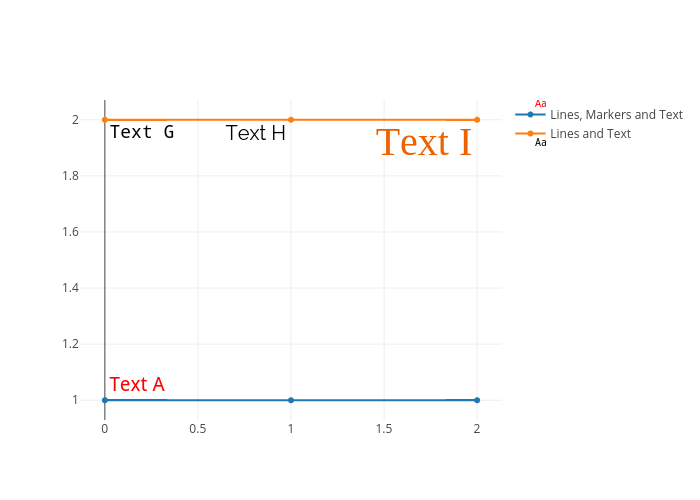 Aa
Lines, Markers and Text
Lines and Text
Aa
2
Text G
Text H
Text I
1.8
1.6
1.4
1.2
Text A
1
0
0.5
1
1.5
2